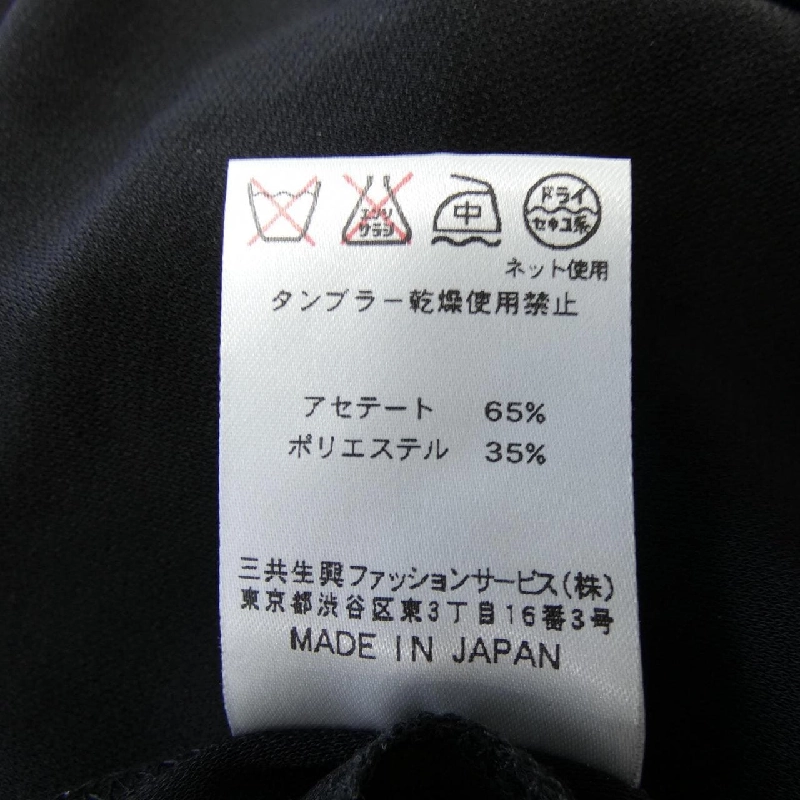 エンソ
サラシ
中
ドライ
セキユ系
ネット使用
タンブラー乾燥使用禁止
アセテート 65%
ポリエステル 35%
三共生興ファッションサービス(株)
東京都渋谷区東3丁目16番3号
MADE IN JAPAN